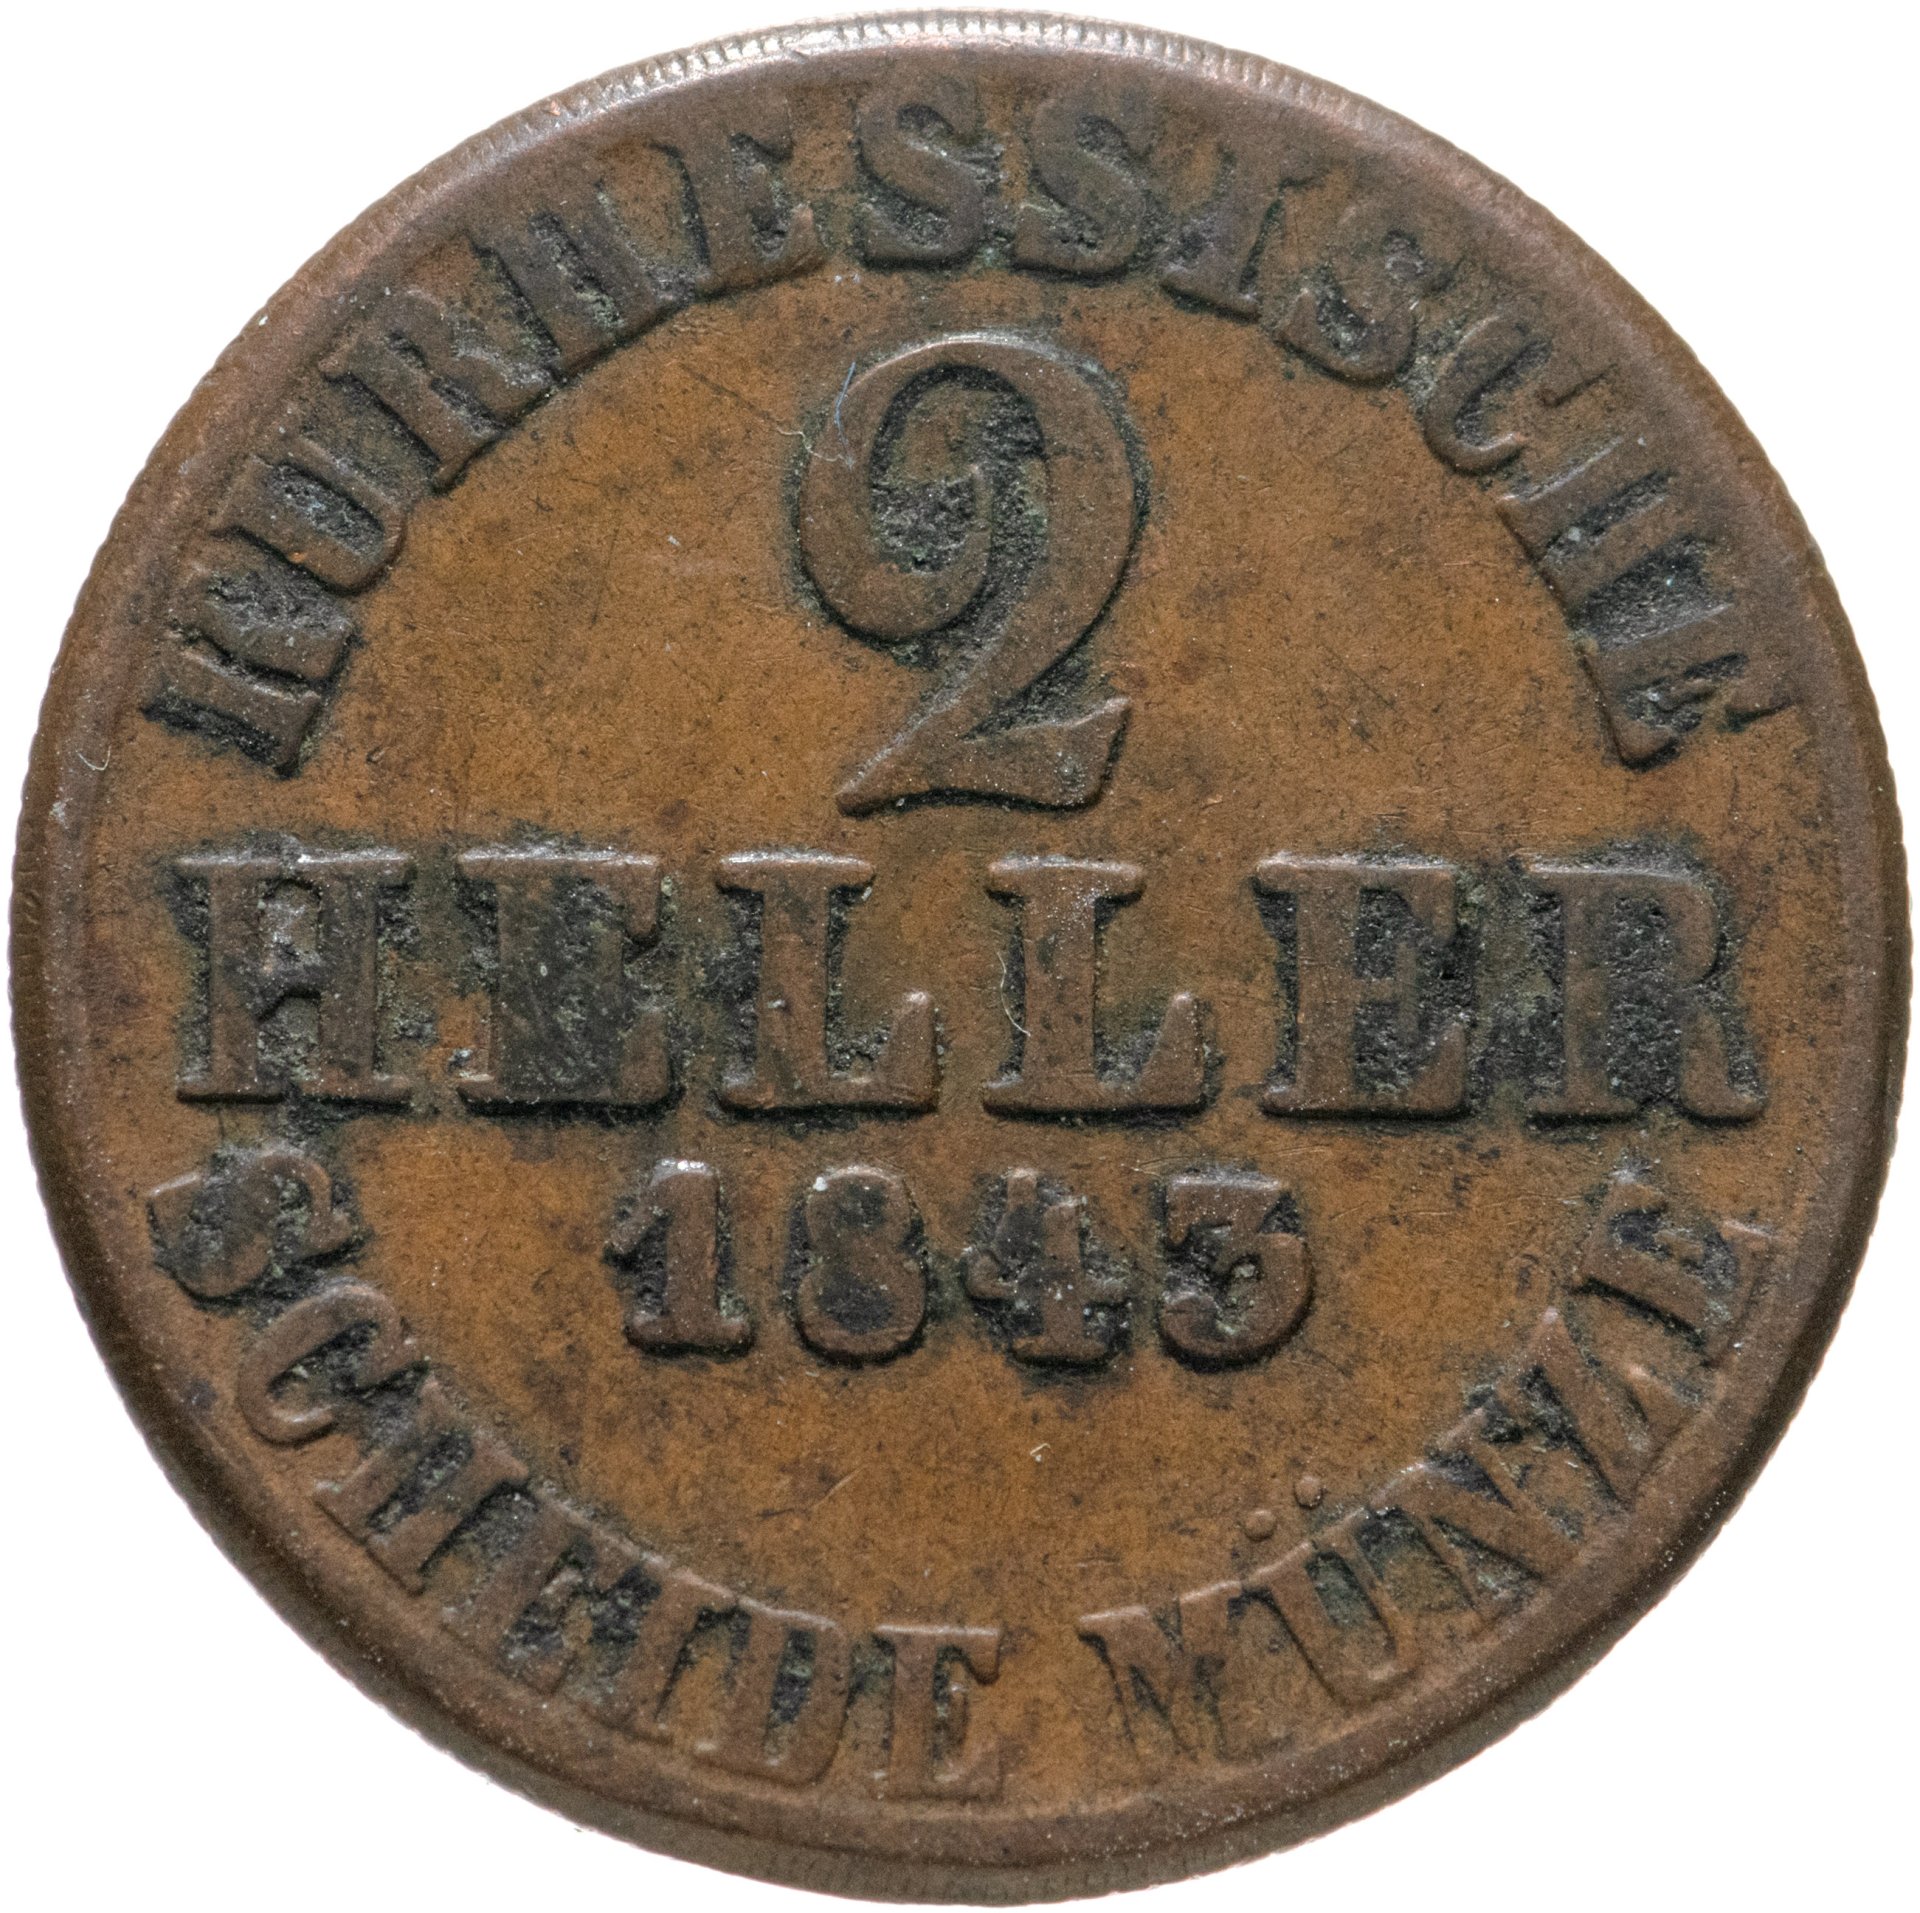 KURHESSISCHE
2
HELLER
1843
SCHEIDE MÜNZE